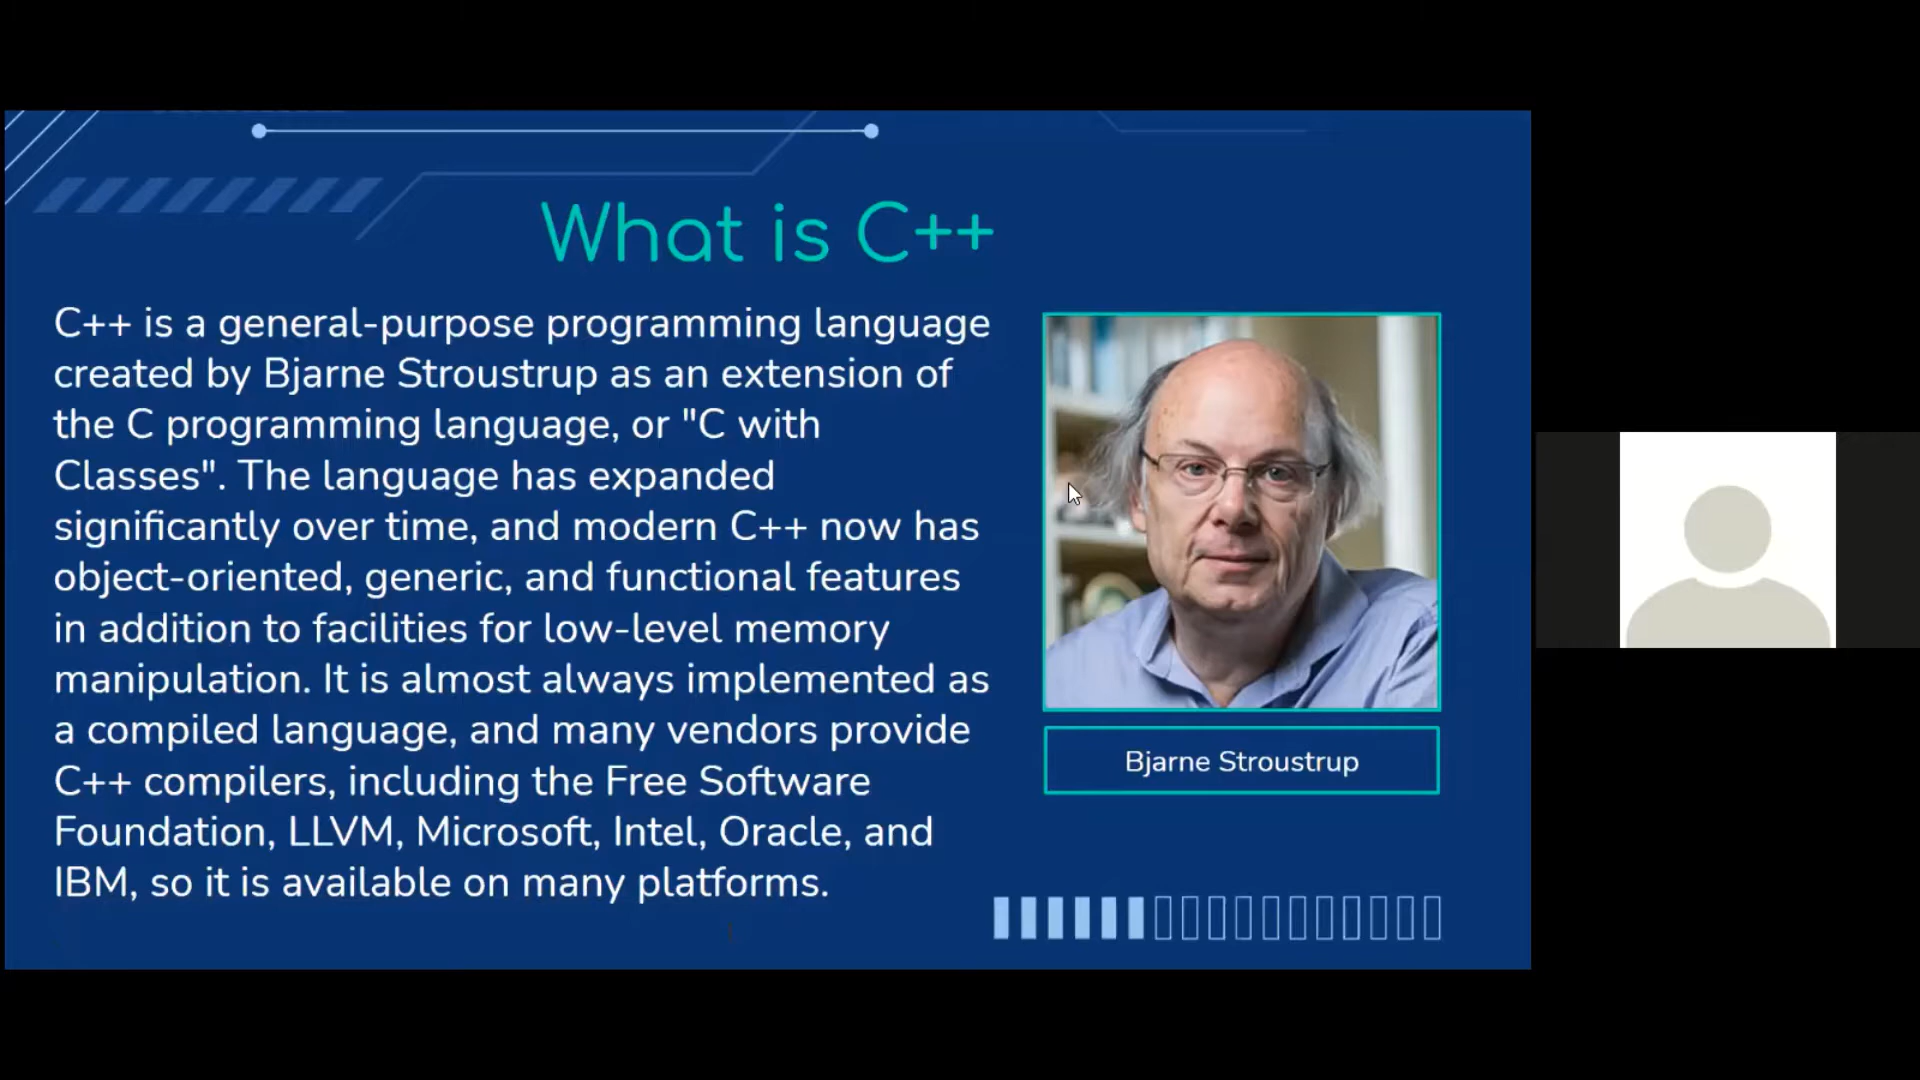 What is C++
C++ is a general-purpose programming language
created by Bjarne Stroustrup as an extension of
the C programming language, or "C with
Classes". The language has expanded
significantly over time, and modern C++ now has
object-oriented, generic, and functional features
in addition to facilities for low-level memory
manipulation. It is almost always implemented as
a compiled language, and many vendors provide
C++ compilers, including the Free Software
Foundation, LLVM, Microsoft, Intel, Oracle, and
IBM, so it is available on many platforms.
Bjarne Stroustrup